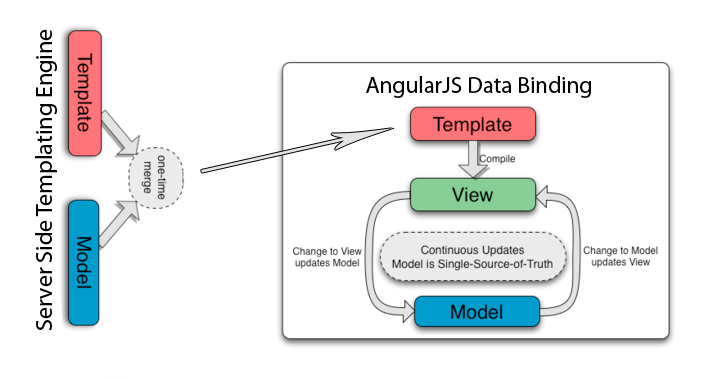 Server Side Templating Engine
Template
one-time
merge
Model
AngularJS Data Binding
Template
Compile
View
Change to View
updates Model
Continuous Updates
Model is Single-Source-of-Truth
Change to Model
updates View
Model